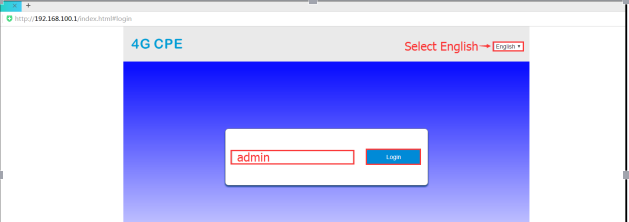 +
http://192.168.100.1/index.html#login
4G CPE
Select English
English
admin
Login